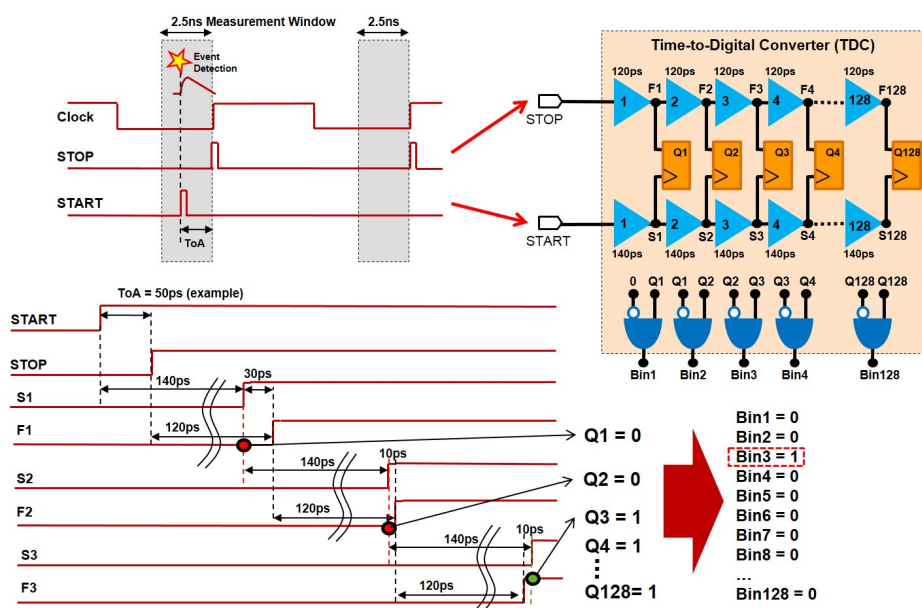 2.5ns Measurement Window
2.5ns
Event
Detection
Clock
STOP
START
ToA
Time-to-Digital Converter (TDC)
120ps 120ps 120ps 120ps 120ps
F1 F2 F3 F4 F128
1 2 3 4 128
STOP
Q1 Q2 Q3 Q4 Q128
START
1 2 3 4 128
S1 S2 S3 S4 S128
140ps 140ps 140ps 140ps 140ps
0 Q1 Q1 Q2 Q2 Q3 Q3 Q4 Q128 Q128
Bin1 Bin2 Bin3 Bin4 Bin128
ToA = 50ps (example)
START
STOP
140ps
30ps
S1
120ps
F1
140ps
10ps
S2
120ps
F2
140ps
10ps
S3
120ps
F3
Q1 = 0
Q2 = 0
Q3 = 1
Q4 = 1
Q128= 1
Bin1 = 0
Bin2 = 0
Bin3 = 1
Bin4 = 0
Bin5 = 0
Bin6 = 0
Bin7 = 0
Bin8 = 0
...
Bin128 = 0